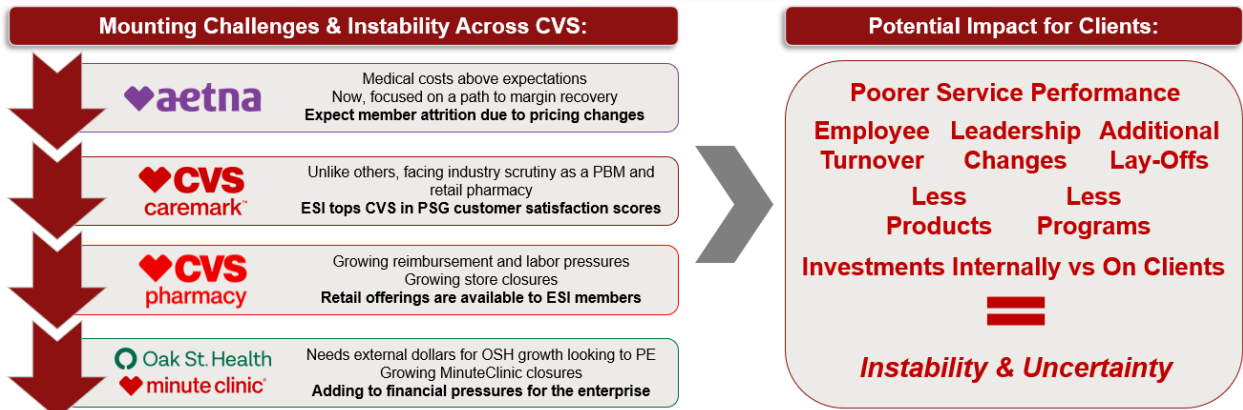 Mounting Challenges & Instability Across CVS:
aetna
Medical costs above expectations
Now, focused on a path to margin recovery
Expect member attrition due to pricing changes
CVS
caremark™
Unlike others, facing industry scrutiny as a PBM and
retail pharmacy
ESI tops CVS in PSG customer satisfaction scores
CVS
pharmacy
Growing reimbursement and labor pressures
Growing store closures
Retail offerings are available to ESI members
Oak St. Health
minute clinic®
Needs external dollars for OSH growth looking to PE
Growing MinuteClinic closures
Adding to financial pressures for the enterprise
Potential Impact for Clients:
Poorer Service Performance
Employee Turnover
Leadership Changes
Additional Lay-Offs
Less Products
Less Programs
Investments Internally vs On Clients
=
Instability & Uncertainty